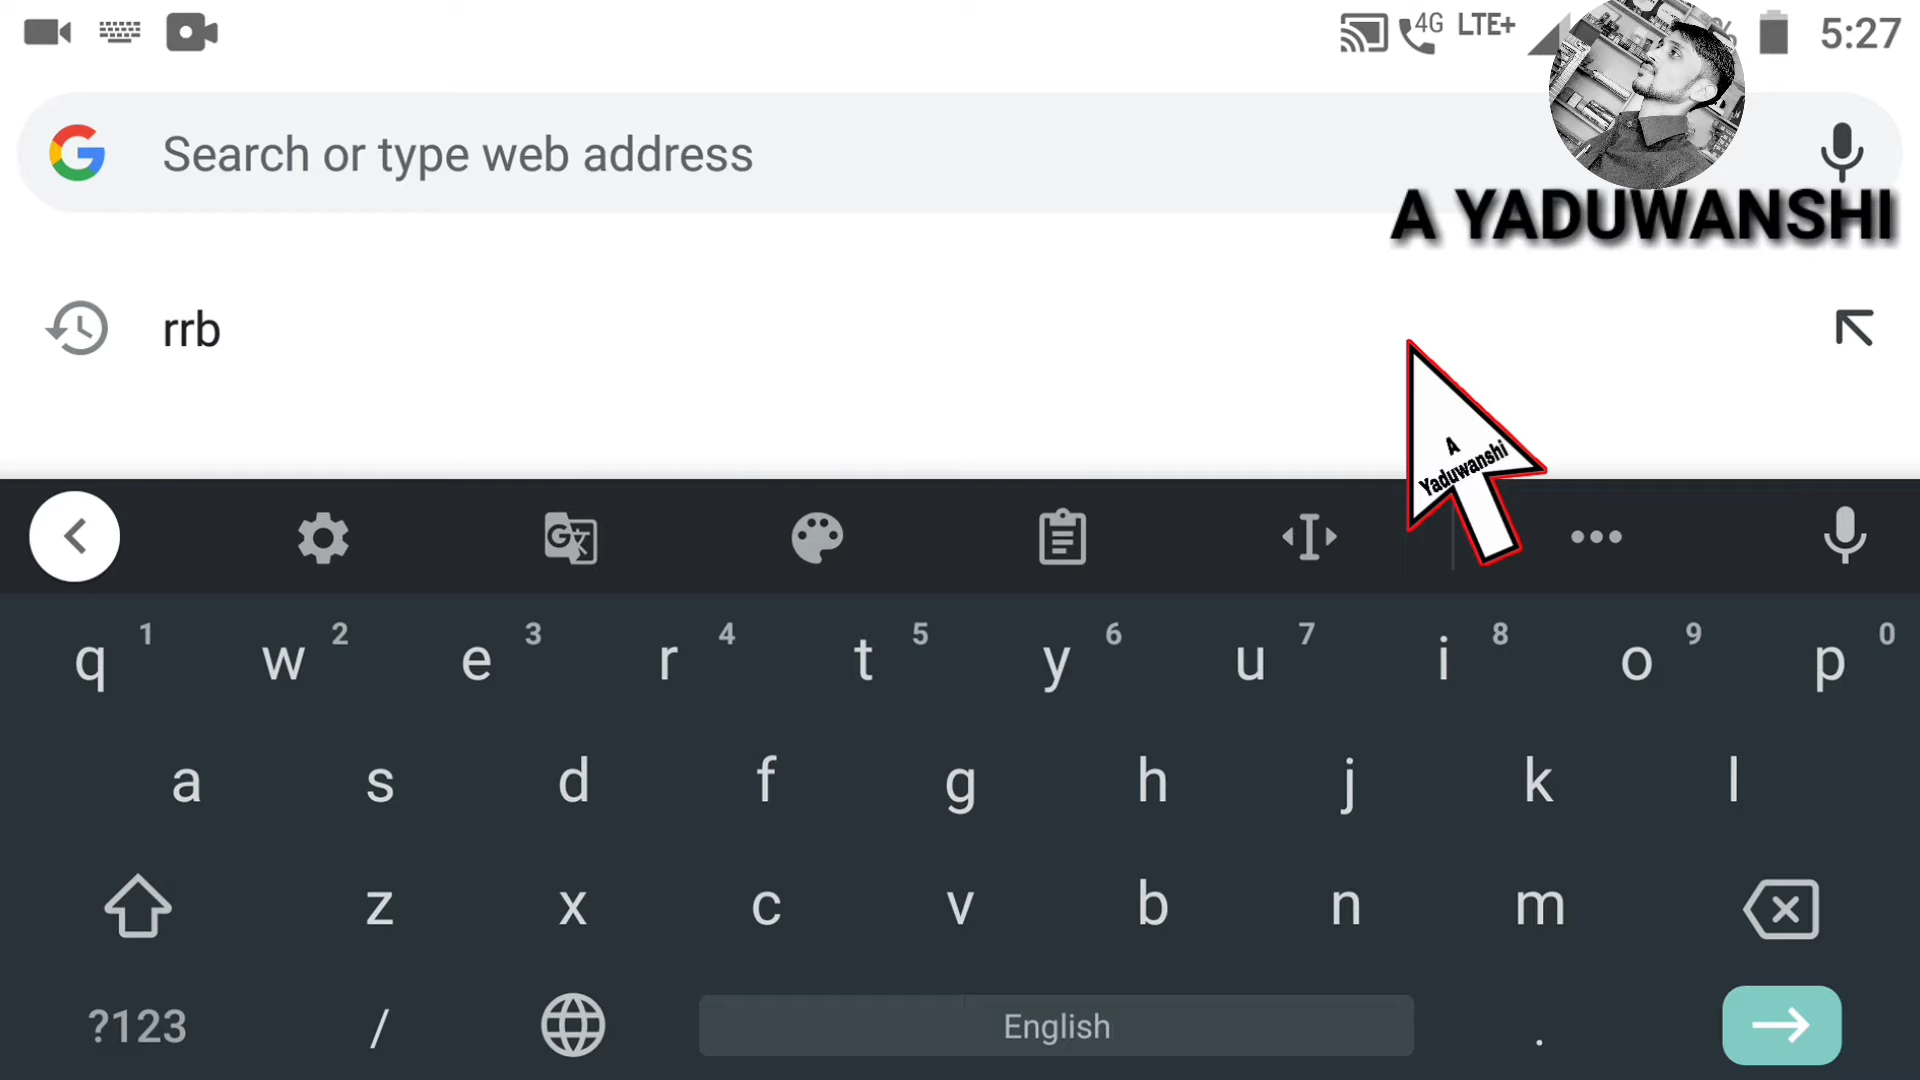 4G LTE+ % 5:27
Search or type web address
A YADUWANSHI
rrb
A
Yaduwanshi
G
q 1 w 2 e 3 r 4 t 5 y 6 u 7 i 8 o 9 p 0
a s d f g h j k l
z x c v b n m
?123 / English .